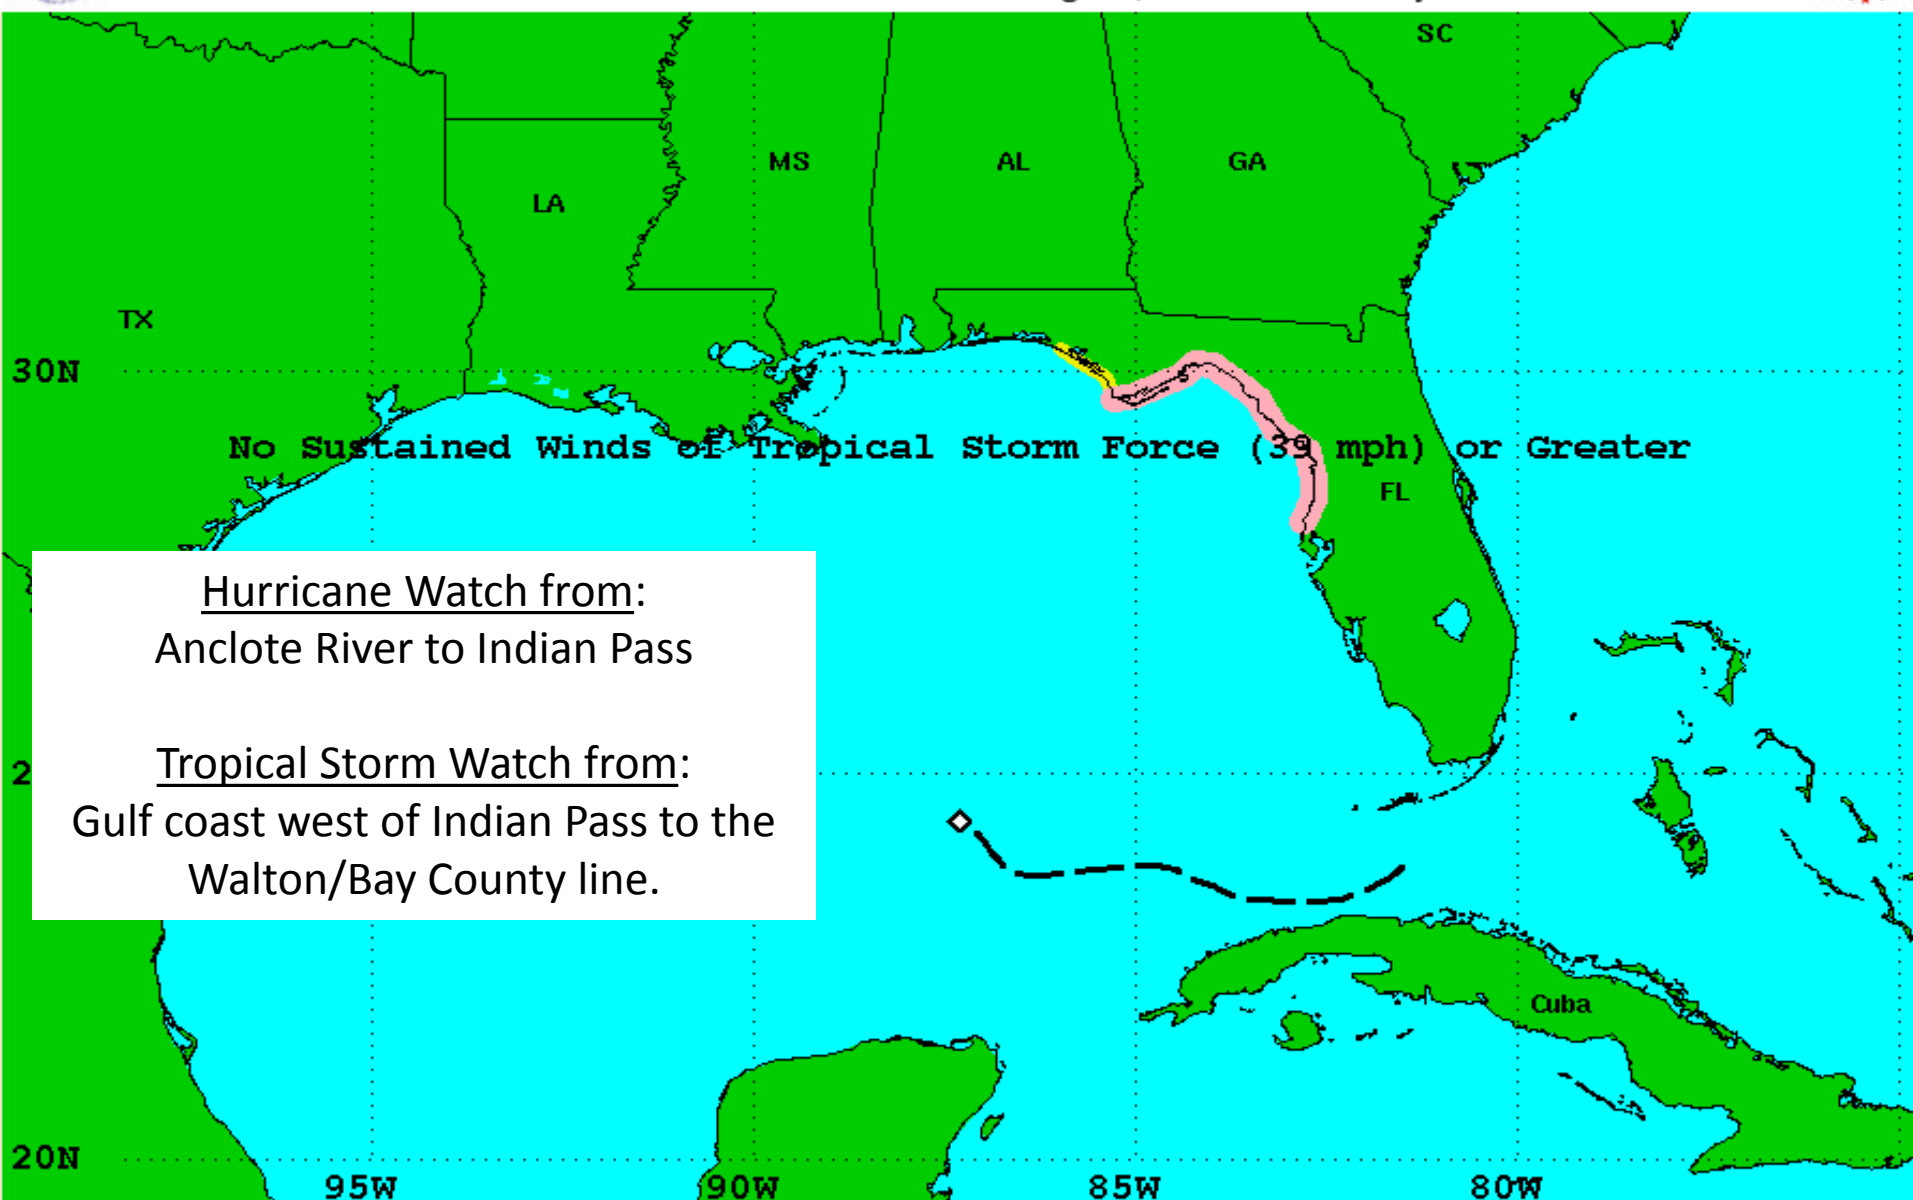 SC
MS
AL
GA
LA
TX
30N
No Sustained Winds of Tropical Storm Force (39 mph) or Greater
FL
Hurricane Watch from:
Anclote River to Indian Pass
Tropical Storm Watch from:
Gulf coast west of Indian Pass to the
Walton/Bay County line.
2
Cuba
20N
95W
90W
85W
80W